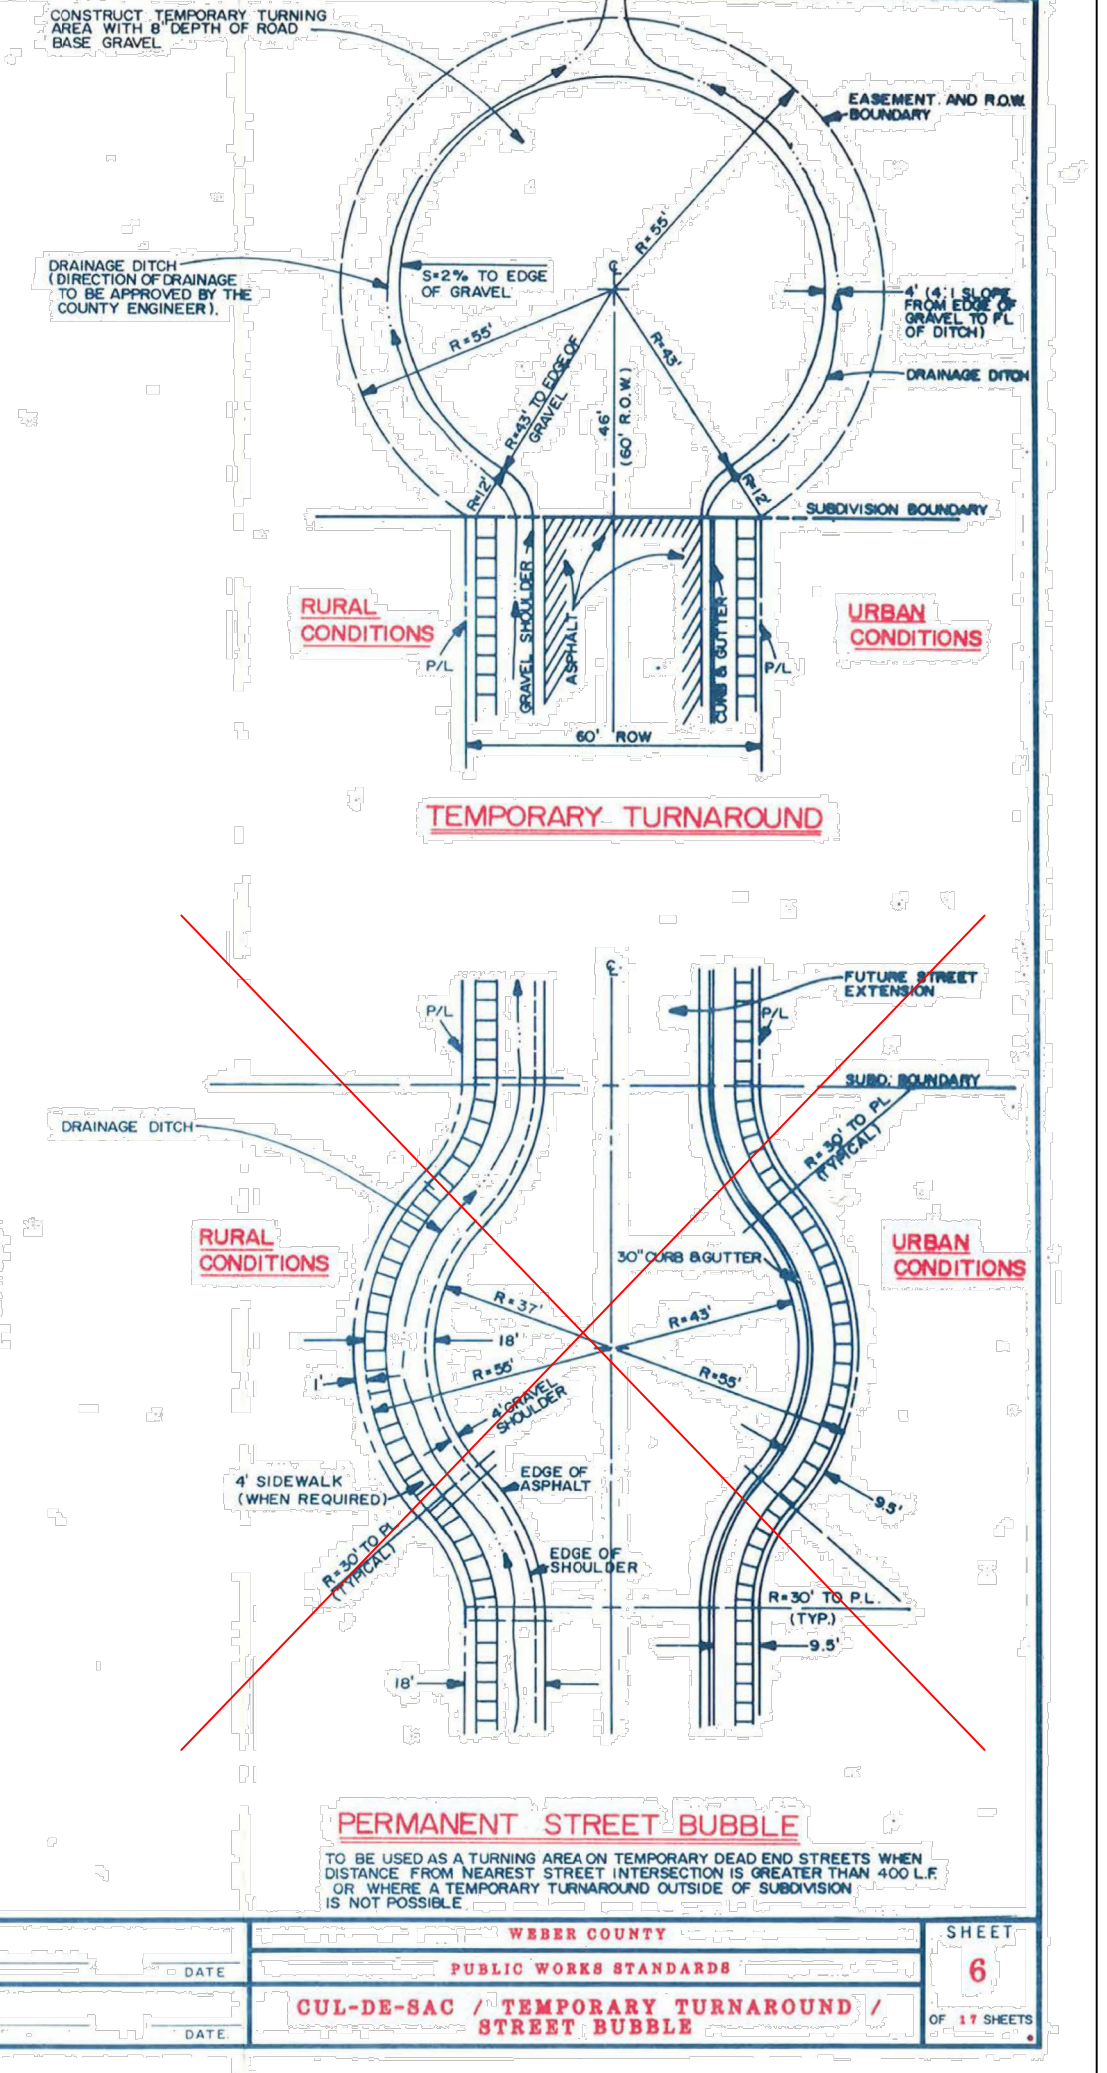 CONSTRUCT TEMPORARY TURNING
AREA WITH 8" DEPTH OF ROAD
BASE GRAVEL
EASEMENT. AND R.O.W.
BOUNDARY
R=55'
℄
DRAINAGE DITCH
(DIRECTION OF DRAINAGE
TO BE APPROVED BY THE
COUNTY ENGINEER).
S=2% TO EDGE
OF GRAVEL
4' (4:1 SLOPE
FROM EDGE OF
GRAVEL TO FL
OF DITCH)
R=55'
R=43'
R=43' TO EDGE OF
GRAVEL
46'
(60' R.O.W.)
DRAINAGE DITCH
R=12'
R=12'
SUBDIVISION BOUNDARY
RURAL
CONDITIONS
URBAN
CONDITIONS
P/L
GRAVEL SHOULDER
ASPHALT
CURB & GUTTER
P/L
60' ROW
TEMPORARY TURNAROUND
℄
FUTURE STREET
EXTENSION
P/L
P/L
SUBD. BOUNDARY
DRAINAGE DITCH
R=30' TO PL
(TYPICAL)
RURAL
CONDITIONS
URBAN
CONDITIONS
30" CURB & GUTTER
R=37'
R=43'
18'
R=55'
R=55'
1'
4' GRAVEL
SHOULDER
4' SIDEWALK
(WHEN REQUIRED)
EDGE OF
ASPHALT
9.5'
R=30' TO PL
(TYPICAL)
EDGE OF
SHOULDER
R=30' TO P.L.
(TYP.)
9.5'
18'
PERMANENT STREET BUBBLE
TO BE USED AS A TURNING AREA ON TEMPORARY DEAD END STREETS WHEN
DISTANCE FROM NEAREST STREET INTERSECTION IS GREATER THAN 400 L.F.
OR WHERE A TEMPORARY TURNAROUND OUTSIDE OF SUBDIVISION
IS NOT POSSIBLE
WEBER COUNTY
SHEET
DATE
PUBLIC WORKS STANDARDS
6
CUL-DE-SAC / TEMPORARY TURNAROUND /
STREET BUBBLE
DATE.
OF 17 SHEETS